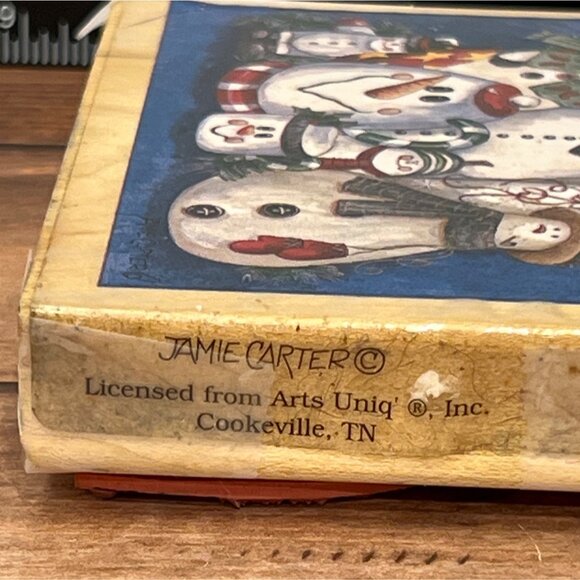 JAMIE CARTER ©
Licensed from Arts Uniq' ®, Inc.
Cookeville, TN